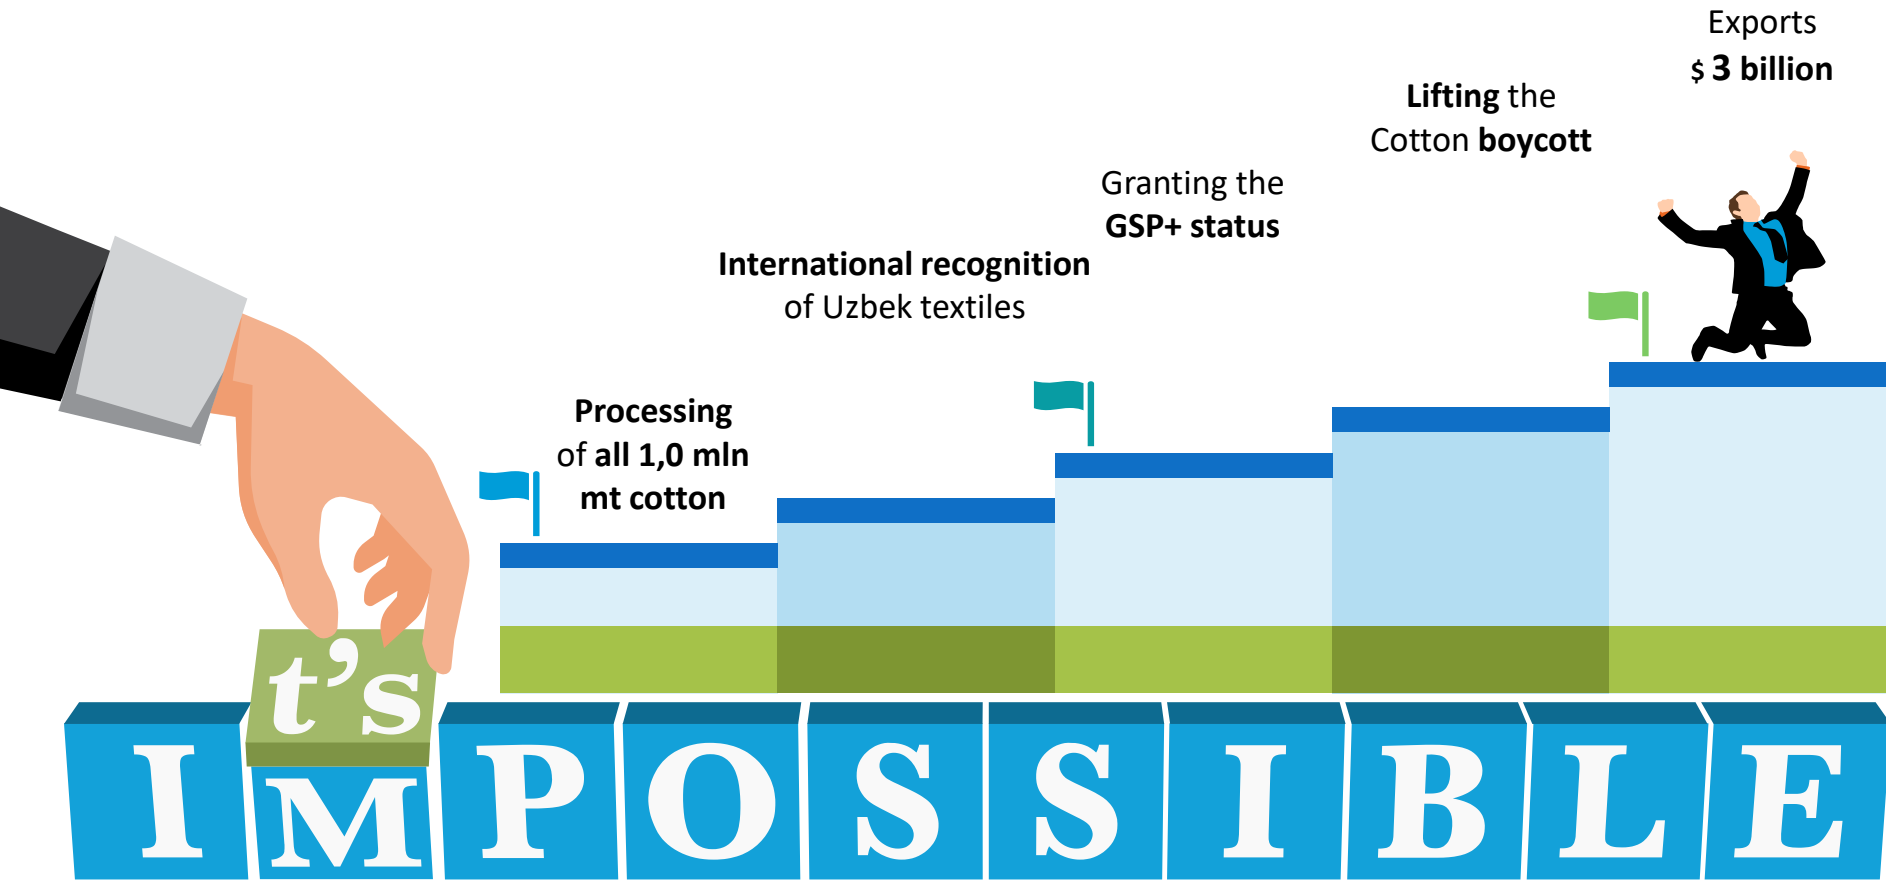 Exports
$ 3 billion
Lifting the
Cotton boycott
Granting the
GSP+ status
International recognition
of Uzbek textiles
Processing
of all 1,0 mln
mt cotton
t's
IMPOSSIBLE